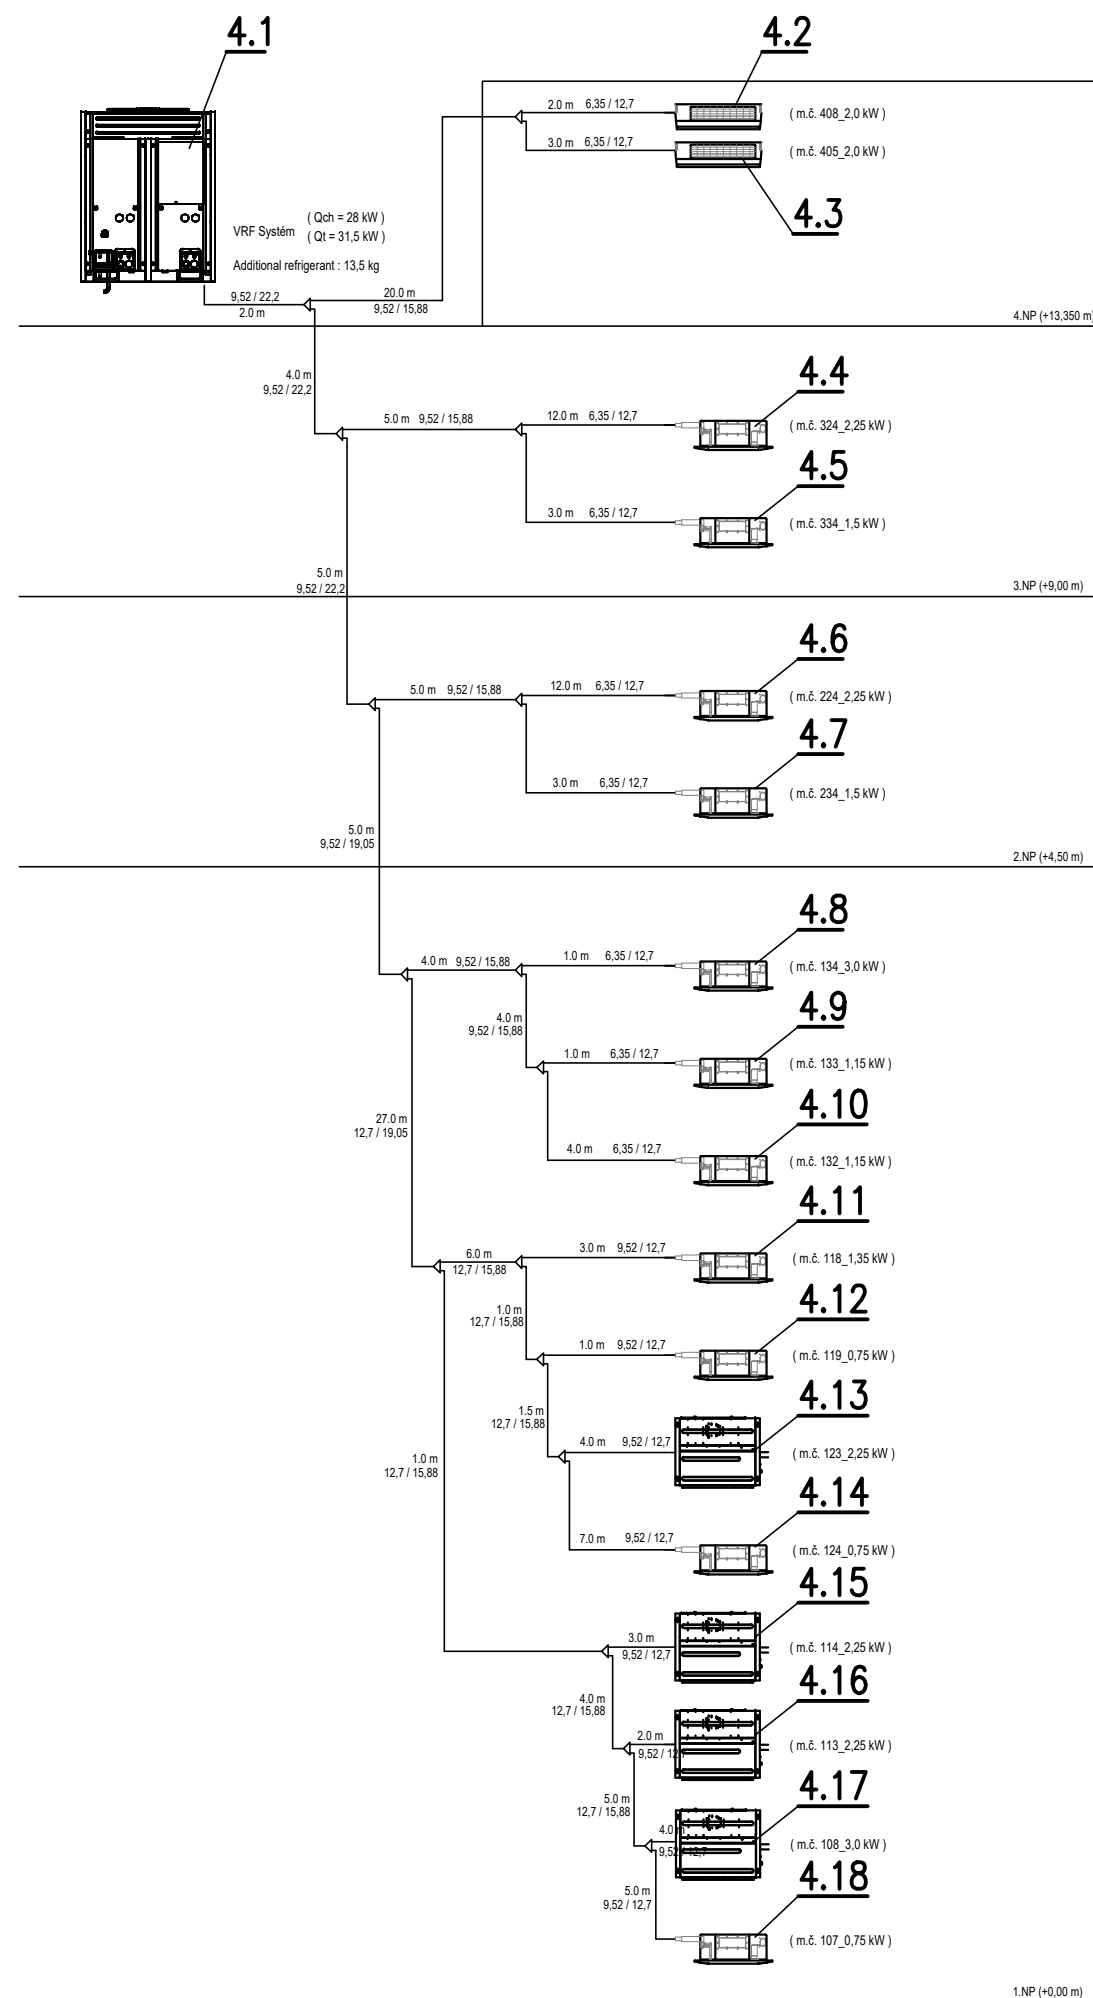 4.1
4.2
2.0 m 6,35 / 12,7
( m.č. 408_2,0 kW )
3.0 m 6,35 / 12,7
( m.č. 405_2,0 kW )
4.3
VRF Systém
( Qch = 28 kW )
( Qt = 31,5 kW )
Additional refrigerant : 13,5 kg
9,52 / 22,2
2.0 m
20.0 m
9,52 / 15,88
4.NP (+13,350 m)
4.0 m
9,52 / 22,2
4.4
5.0 m 9,52 / 15,88
12.0 m 6,35 / 12,7
( m.č. 324_2,25 kW )
4.5
3.0 m 6,35 / 12,7
( m.č. 334_1,5 kW )
5.0 m
9,52 / 22,2
3.NP (+9,00 m)
4.6
5.0 m 9,52 / 15,88
12.0 m 6,35 / 12,7
( m.č. 224_2,25 kW )
4.7
3.0 m 6,35 / 12,7
( m.č. 234_1,5 kW )
5.0 m
9,52 / 19,05
2.NP (+4,50 m)
4.8
4.0 m 9,52 / 15,88
1.0 m 6,35 / 12,7
( m.č. 134_3,0 kW )
4.9
4.0 m
9,52 / 15,88
1.0 m 6,35 / 12,7
( m.č. 133_1,15 kW )
4.10
27.0 m
12,7 / 19,05
4.0 m 6,35 / 12,7
( m.č. 132_1,15 kW )
4.11
6.0 m
12,7 / 15,88
3.0 m 9,52 / 12,7
( m.č. 118_1,35 kW )
4.12
1.0 m
12,7 / 15,88
1.0 m 9,52 / 12,7
( m.č. 119_0,75 kW )
4.13
1.5 m
12,7 / 15,88
4.0 m 9,52 / 12,7
( m.č. 123_2,25 kW )
1.0 m
12,7 / 15,88
4.14
7.0 m 9,52 / 12,7
( m.č. 124_0,75 kW )
4.15
3.0 m
9,52 / 12,7
( m.č. 114_2,25 kW )
4.16
4.0 m
12,7 / 15,88
2.0 m
9,52 / 12,7
( m.č. 113_2,25 kW )
4.17
5.0 m
12,7 / 15,88
4.0 m
9,52 / 12,7
( m.č. 108_3,0 kW )
4.18
5.0 m
9,52 / 12,7
( m.č. 107_0,75 kW )
1.NP (+0,00 m)